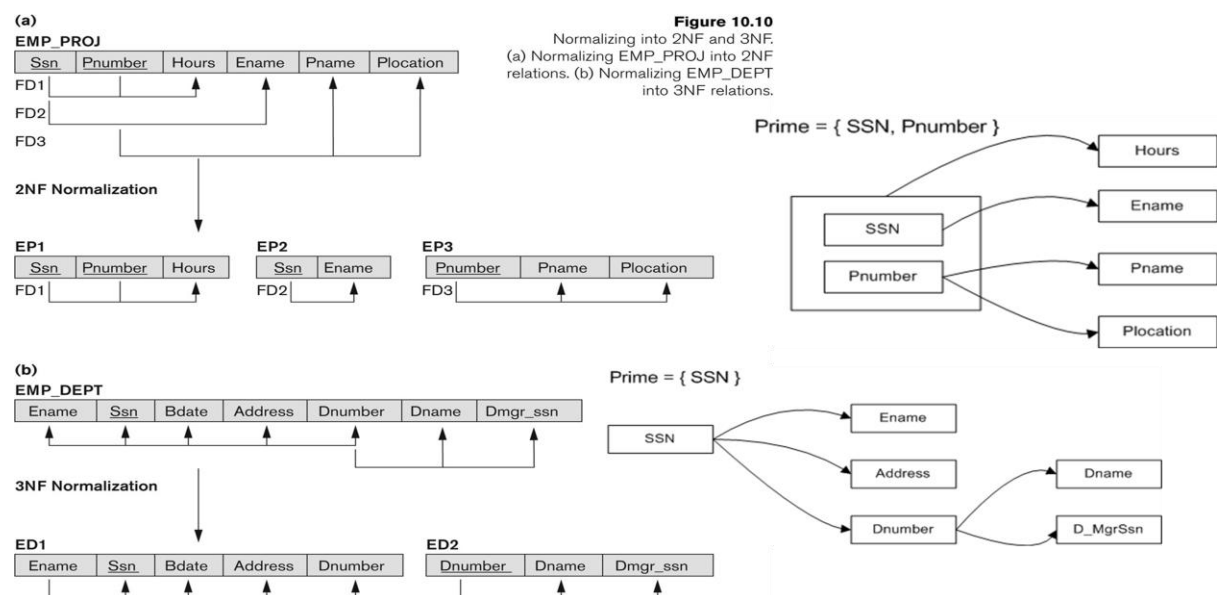 (a)
EMP_PROJ
Ssn Pnumber Hours Ename Pname Plocation
FD1
FD2
FD3
2NF Normalization
EP1
Ssn Pnumber Hours
FD1
EP2
Ssn Ename
FD2
EP3
Pnumber Pname Plocation
FD3
Figure 10.10
Normalizing into 2NF and 3NF.
(a) Normalizing EMP_PROJ into 2NF
relations. (b) Normalizing EMP_DEPT
into 3NF relations.
Prime = { SSN, Pnumber }
SSN
Pnumber
Hours
Ename
Pname
Plocation
(b)
EMP_DEPT
Ename Ssn Bdate Address Dnumber Dname Dmgr_ssn
3NF Normalization
ED1
Ename Ssn Bdate Address Dnumber
ED2
Dnumber Dname Dmgr_ssn
Prime = { SSN }
SSN
Ename
Address
Dnumber
Dname
D_MgrSsn